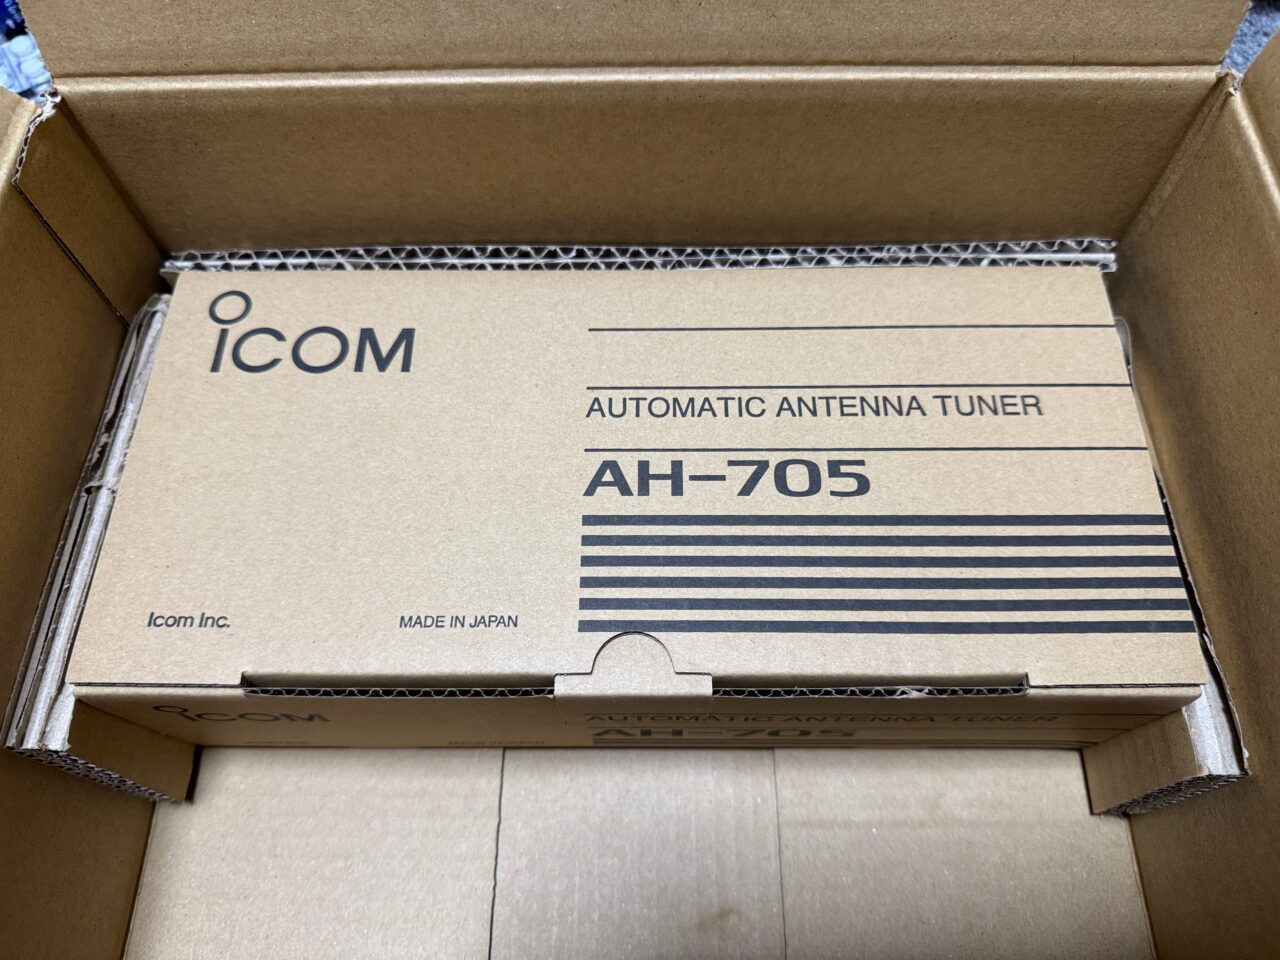 ICOM
AUTOMATIC ANTENNA TUNER
AH-705
Icom Inc.
MADE IN JAPAN
ICOM
AUTOMATIC ANTENNA TUNER
AH-705